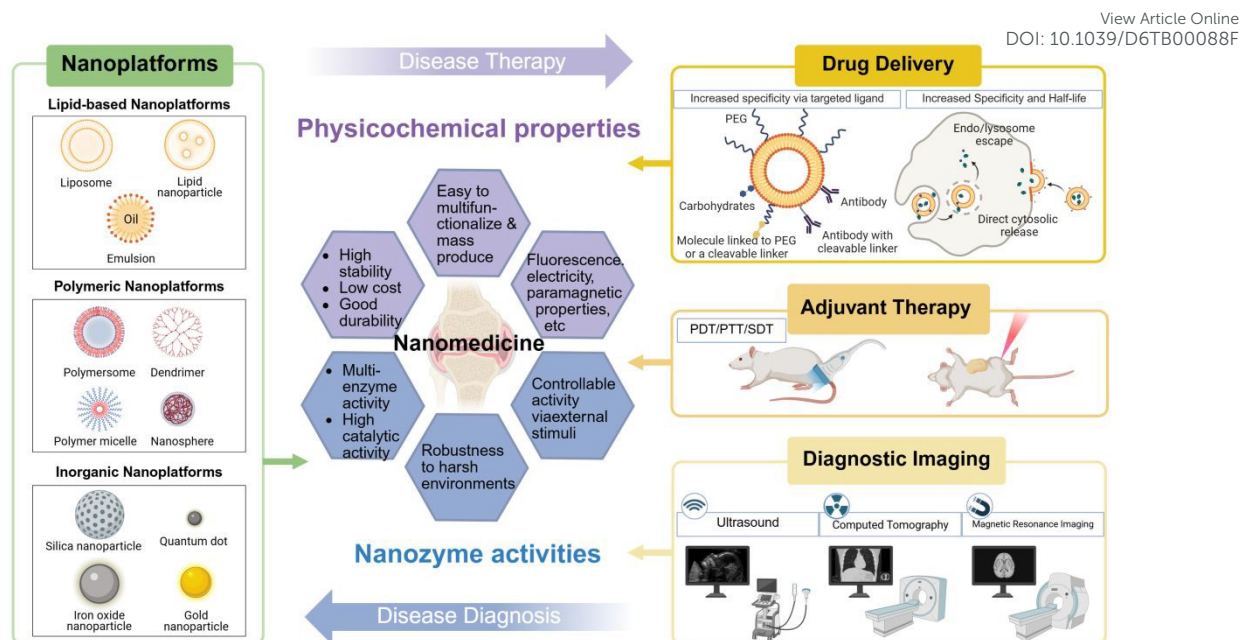 View Article Online
DOI: 10.1039/D6TB00088F
Nanoplatforms
Lipid-based Nanoplatforms
Liposome
Lipid
nanoparticle
Oil
Emulsion
Polymeric Nanoplatforms
Polymersome
Dendrimer
Polymer micelle
Nanosphere
Inorganic Nanoplatforms
Silica nanoparticle
Quantum dot
Iron oxide
nanoparticle
Gold
nanoparticle
Disease Therapy
Physicochemical properties
Easy to
multifun-
ctionalize &
mass
produce
• High
stability
• Low cost
• Good
durability
Fluorescence,
electricity,
paramagnetic
properties,
etc
Nanomedicine
• Multi-
enzyme
activity
• High
catalytic
activity
Controllable
activity
viaexternal
stimuli
Robustness
to harsh
environments
Nanozyme activities
Disease Diagnosis
Drug Delivery
Increased specificity via targeted ligand
PEG
Carbohydrates
Antibody
Molecule linked to PEG
or a cleavable linker
Antibody with
cleavable linker
Increased Specificity and Half-life
Endo/lysosome
escape
Direct cytosolic
release
Adjuvant Therapy
PDT/PTT/SDT
Diagnostic Imaging
Ultrasound
Computed Tomography
Magnetic Resonance Imaging